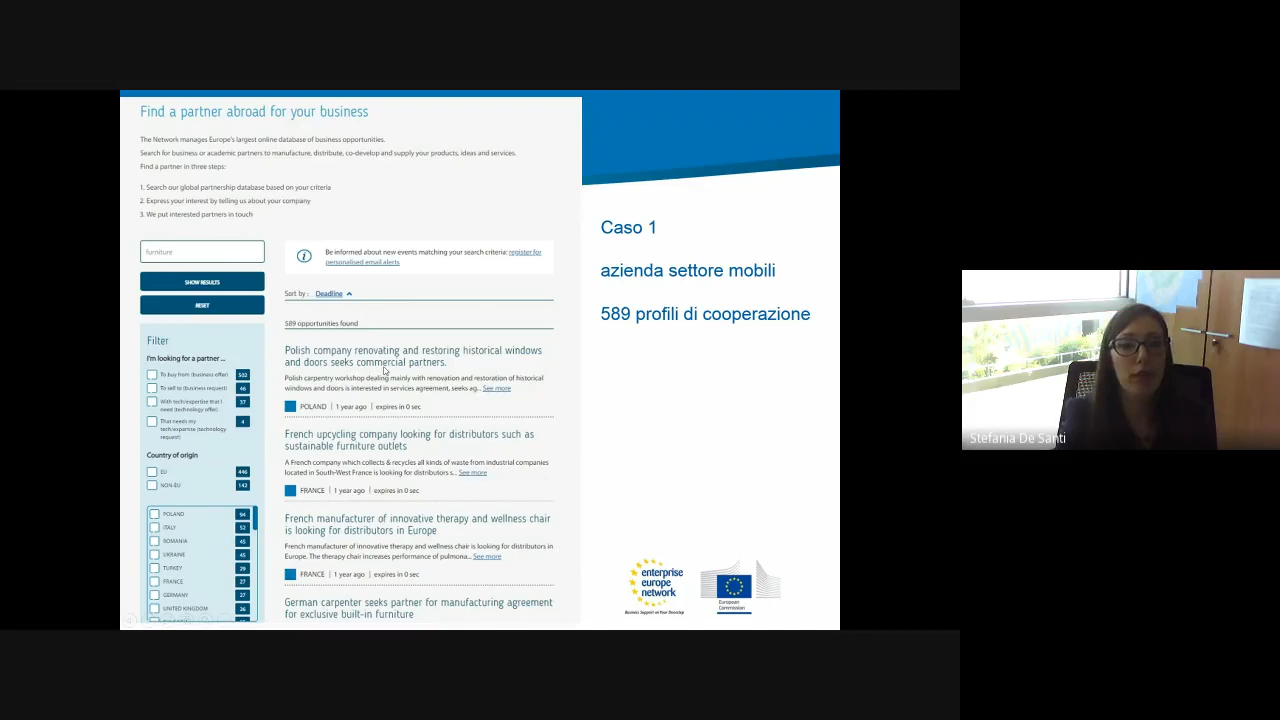 Find a partner abroad for your business
The Network manages Europe's largest online database of business opportunities.
Search for business or academic partners to manufacture, distribute, co-develop and supply your products, ideas and services.
Find a partner in three steps:
1. Search our global partnership database based on your criteria
2. Express your interest by telling us about your company
3. We put interested partners in touch
furniture
SHOW RESULTS
RESET
Filter
I'm looking for a partner ...
To buy from (business offer) 502
To sell to (business request) 46
With tech/expertise that I
need (technology offer) 37
That needs my
tech/expertise (technology
request) 4
Country of origin
EU 446
NON-EU 142
POLAND 94
ITALY 52
ROMANIA 45
UKRAINE 45
TURKEY 29
FRANCE 27
GERMANY 27
UNITED KINGDOM 26
Be informed about new events matching your search criteria: register for
personalised email alerts
Sort by : Deadline
589 opportunities found
Polish company renovating and restoring historical windows
and doors seeks commercial partners.
Polish carpentry workshop dealing mainly with renovation and restoration of historical
windows and doors is interested in services agreement, seeks ag... See more
POLAND | 1 year ago | expires in 0 sec
French upcycling company looking for distributors such as
sustainable furniture outlets
A French company which collects & recycles all kinds of waste from industrial companies
located in South-West France is looking for distributors s... See more
FRANCE | 1 year ago | expires in 0 sec
French manufacturer of innovative therapy and wellness chair
is looking for distributors in Europe
French manufacturer of innovative therapy and wellness chair is looking for distributors in
Europe. The therapy chair increases performance of pulmona... See more
FRANCE | 1 year ago | expires in 0 sec
German carpenter seeks partner for manufacturing agreement
for exclusive built-in furniture
Caso 1
azienda settore mobili
589 profili di cooperazione
enterprise
europe
network
Business Support on Your Doorstep
European
Commission
Stefania De Santi